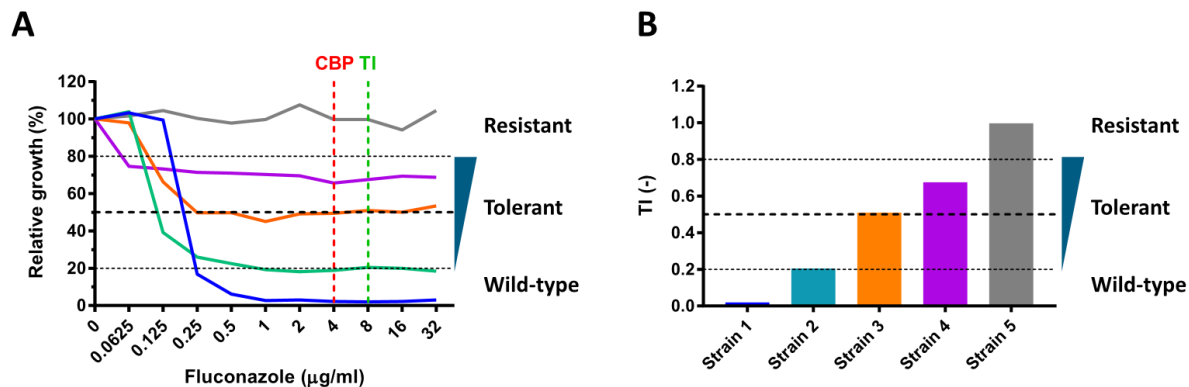 A
CBP TI
120
100
80
60
40
20
0
Relative growth (%)
0 0.0625 0.125 0.25 0.5 1 2 4 8 16 32
Fluconazole (μg/ml)
Resistant
Tolerant
Wild-type
B
1.2
1.0
0.8
0.6
0.4
0.2
0.0
TI (-)
Strain 1 Strain 2 Strain 3 Strain 4 Strain 5
Resistant
Tolerant
Wild-type